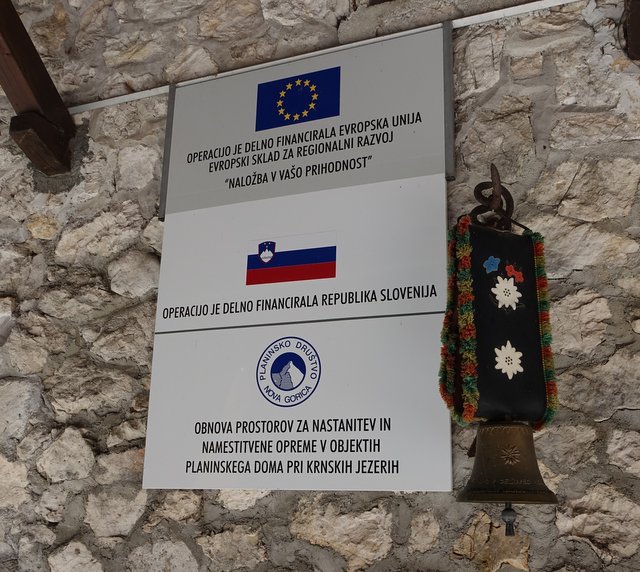 OPERACIJO JE DELNO FINANCIRALA EVROPSKA UNIJA
EVROPSKI SKLAD ZA REGIONALNI RAZVOJ
"NALOŽBA V VAŠO PRIHODNOST"
OPERACIJO JE DELNO FINANCIRALA REPUBLIKA SLOVENIJA
PLANINSKO DRUŠTVO
NOVA GORICA
OBNOVA PROSTOROV ZA NASTANITEV IN
NAMESTITVENE OPREME V OBJEKTIH
PLANINSKEGA DOMA PRI KRNSKIH JEZERIH